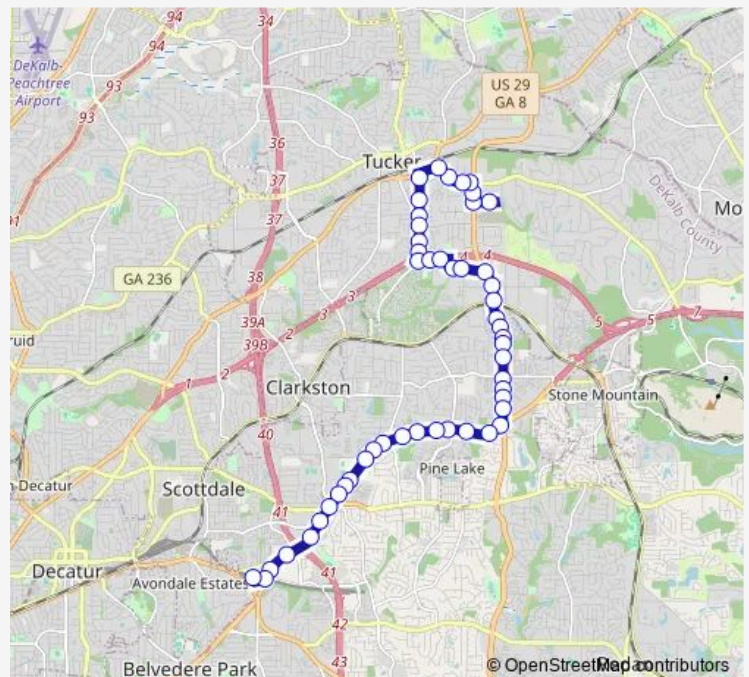 94
34
94
DeKalb-
Peachtree
Airport
93
93
US 29
GA 8
36
Tucker
37
DeKalb County
37
Mo
91
GA 236
38
4
4
3
3
39A
2
5
5
7
39B
ruid
2
1
Clarkston
Stone Mountain
40
Pine Lake
n Decatur
Scottdale
41
Decatur
Avondale Estates
41
42
Belvedere Park
43
© OpenStreetMap contributors